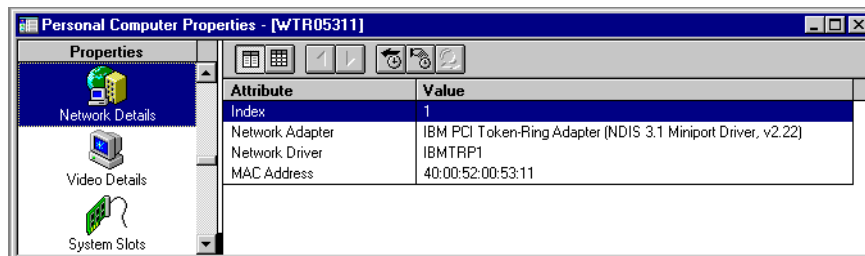 Personal Computer Properties - [WTR05311]
Properties
Network Details
Video Details
System Slots
Attribute Value
Index 1
Network Adapter IBM PCI Token-Ring Adapter (NDIS 3.1 Miniport Driver, v2.22)
Network Driver IBMTRP1
MAC Address 40:00:52:00:53:11